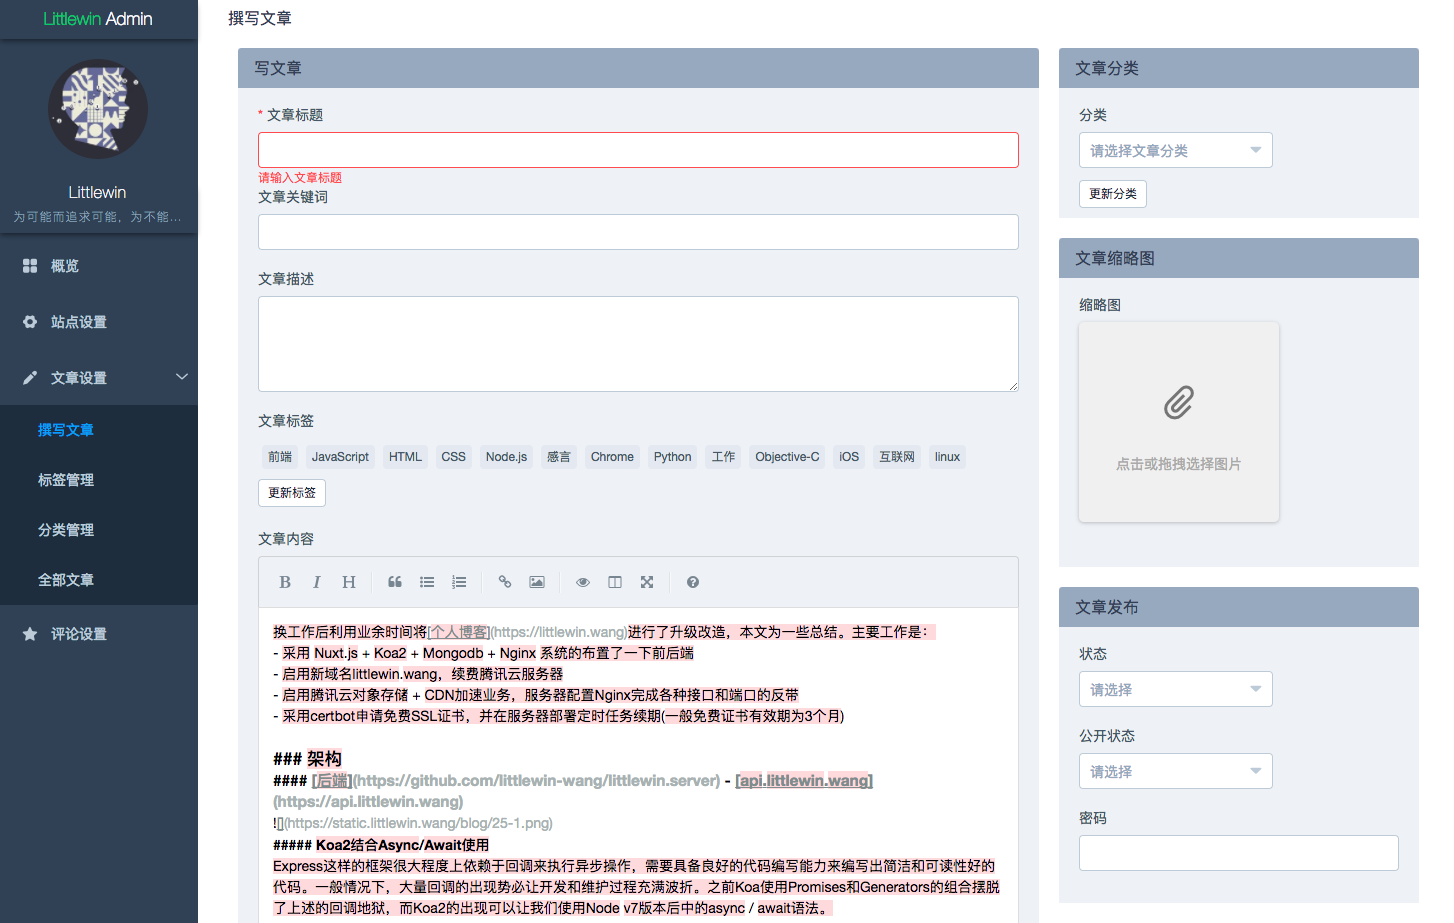 Littlewin Admin
Littlewin
为可能而追求可能，为不能...
概览
站点设置
文章设置
撰写文章
标签管理
分类管理
全部文章
评论设置
撰写文章
写文章
* 文章标题
请输入文章标题
文章关键词
文章描述
文章标签
前端 JavaScript HTML CSS Node.js 感言 Chrome Python 工作 Objective-C iOS 互联网 linux
更新标签
文章内容
B I H
换工作后利用业余时间将[个人博客](https://littlewin.wang)进行了升级改造，本文为一些总结。主要工作是：
- 采用 Nuxt.js + Koa2 + Mongodb + Nginx 系统的布置了一下前后端
- 启用新域名littlewin.wang，续费腾讯云服务器
- 启用腾讯云对象存储 + CDN加速业务，服务器配置Nginx完成各种接口和端口的反带
- 采用certbot申请免费SSL证书，并在服务器部署定时任务续期(一般免费证书有效期为3个月)
### 架构
#### [后端](https://github.com/littlewin-wang/littlewin.server) - [api.littlewin.wang]
(https://api.littlewin.wang)
![](https://static.littlewin.wang/blog/25-1.png)
##### Koa2结合Async/Await使用
Express这样的框架很大程度上依赖于回调来执行异步操作，需要具备良好的代码编写能力来编写出简洁和可读性好的
代码。一般情况下，大量回调的出现势必让开发和维护过程充满波折。之前Koa使用Promises和Generators的组合摆脱
了上述的回调地狱，而Koa2的出现可以让我们使用Node v7版本后中的async / await语法。
文章分类
分类
请选择文章分类
更新分类
文章缩略图
缩略图
点击或拖拽选择图片
文章发布
状态
请选择
公开状态
请选择
密码